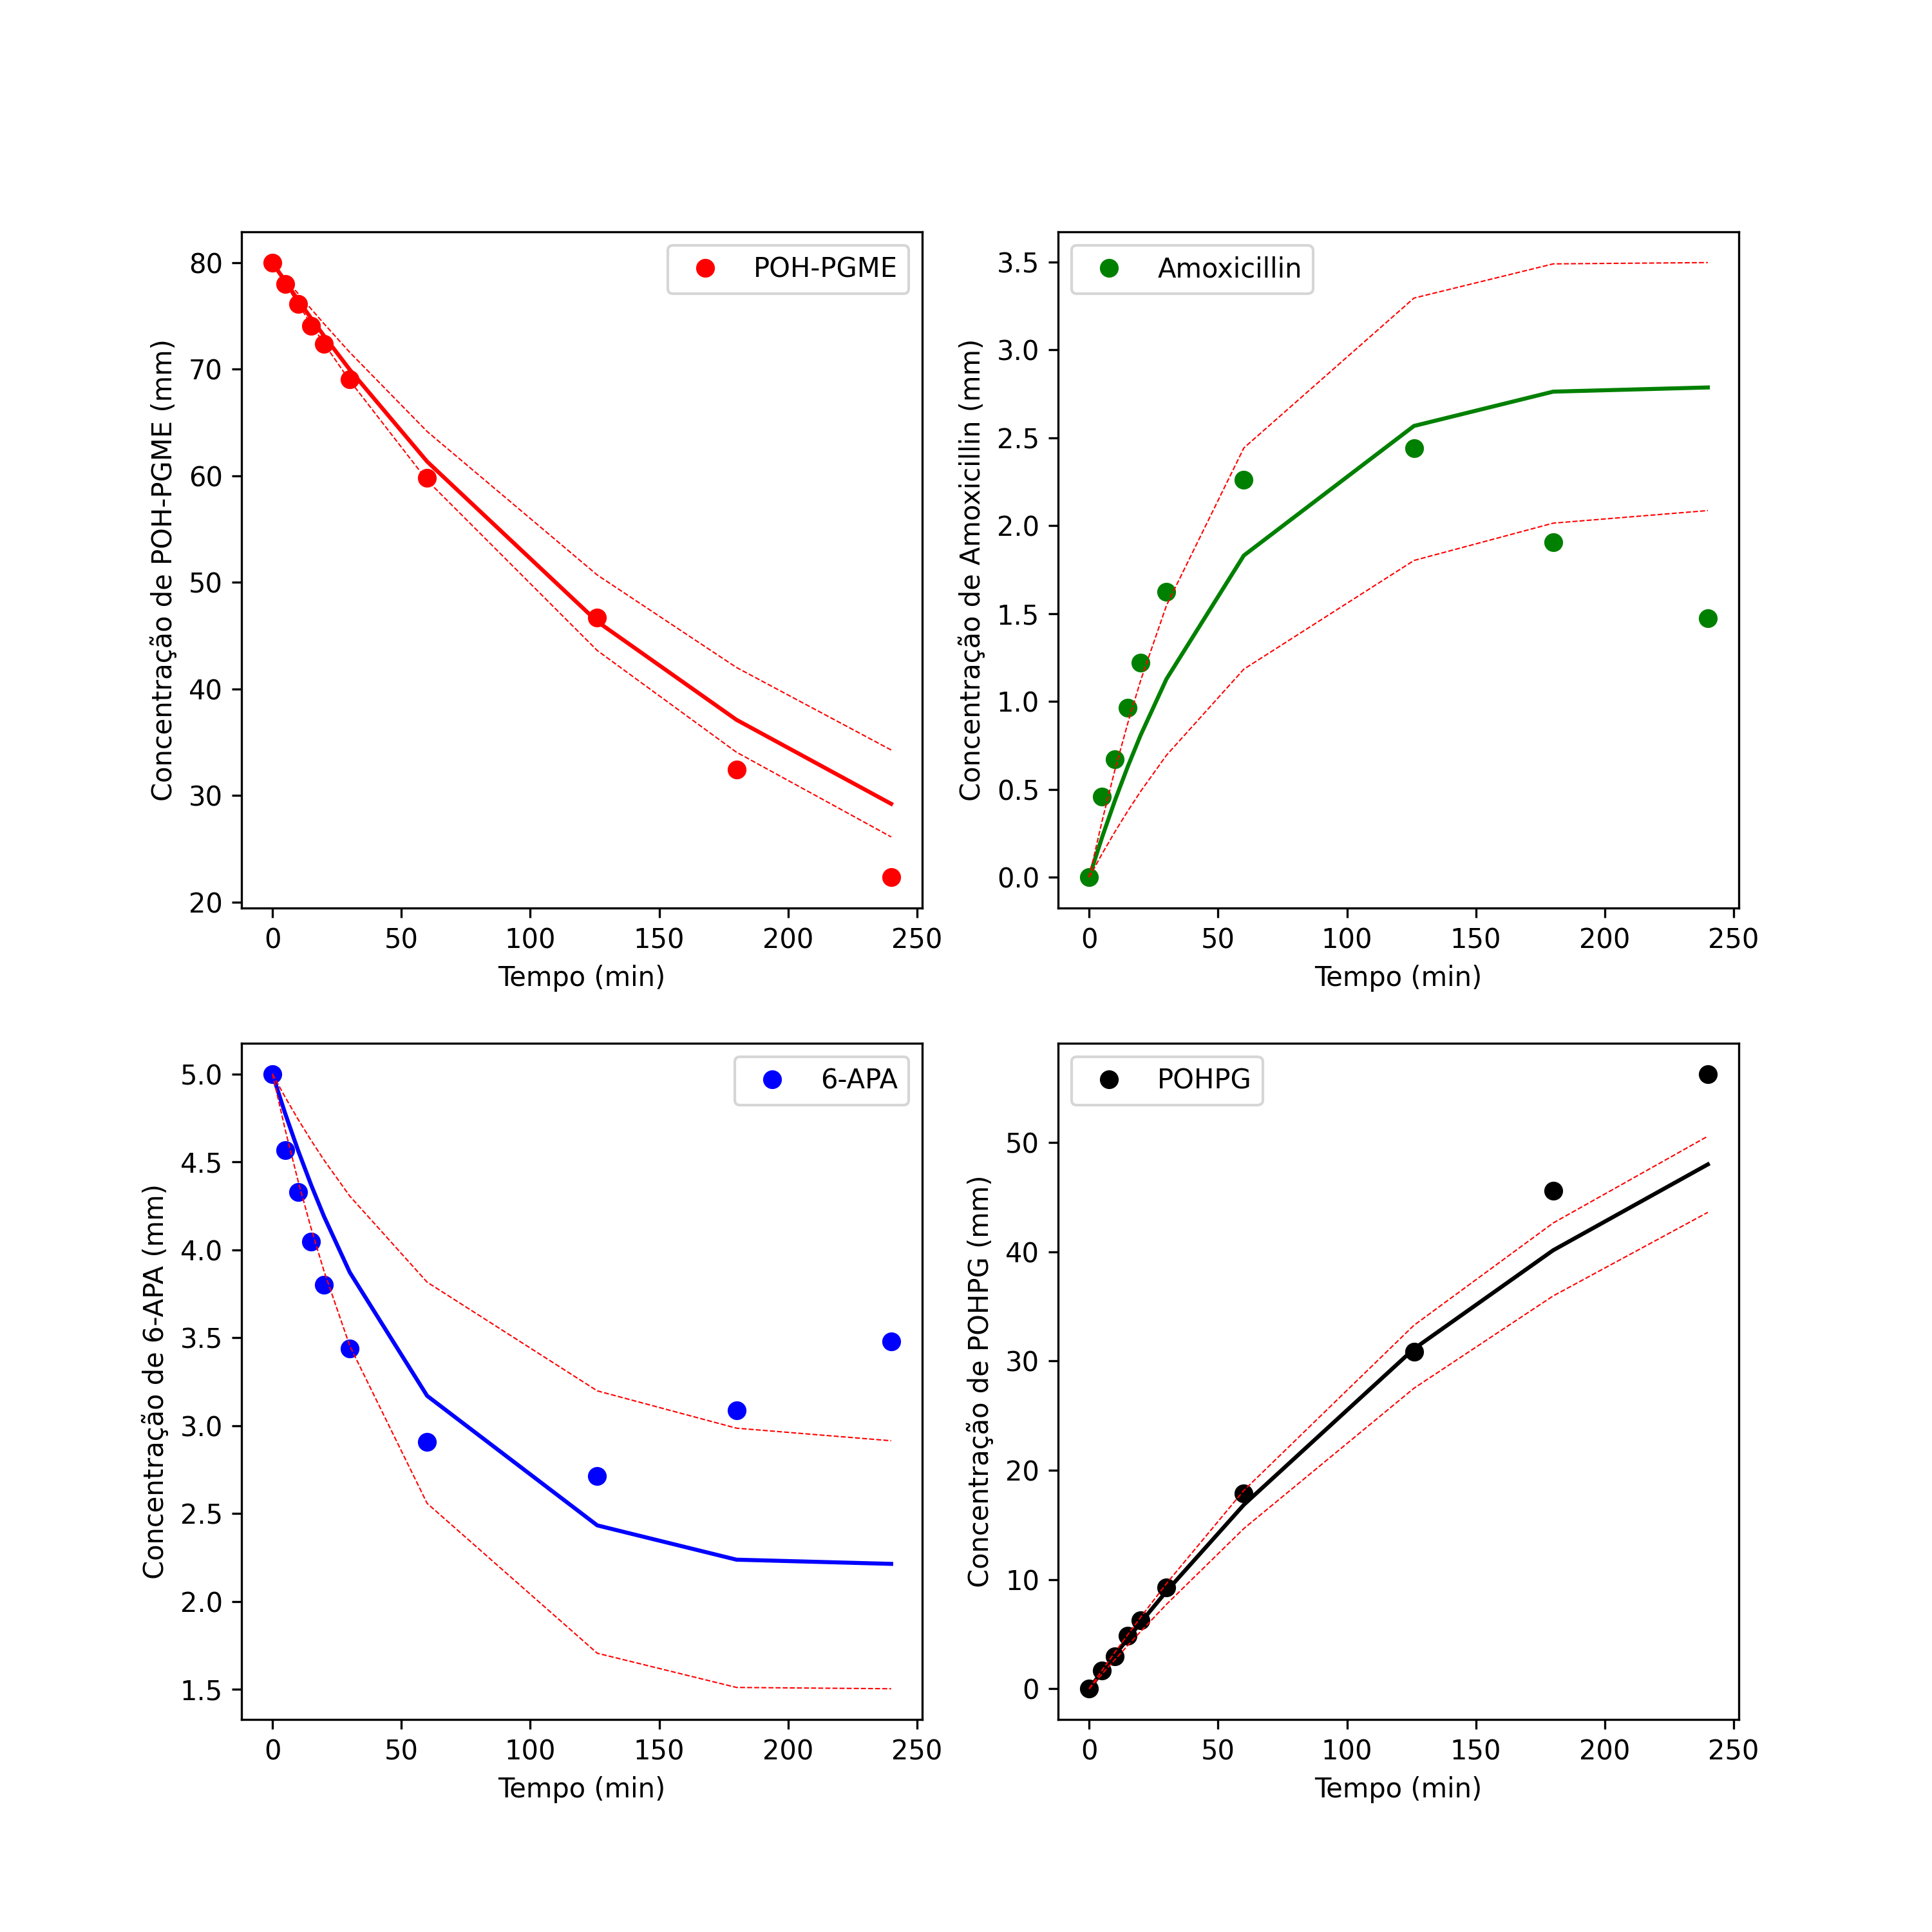 POH-PGME
Concentração de POH-PGME (mm)
80
70
60
50
40
30
20
0 50 100 150 200 250
Tempo (min)
Amoxicillin
Concentração de Amoxicillin (mm)
3.5
3.0
2.5
2.0
1.5
1.0
0.5
0.0
0 50 100 150 200 250
Tempo (min)
6-APA
Concentração de 6-APA (mm)
5.0
4.5
4.0
3.5
3.0
2.5
2.0
1.5
0 50 100 150 200 250
Tempo (min)
POHPG
Concentração de POHPG (mm)
50
40
30
20
10
0
0 50 100 150 200 250
Tempo (min)